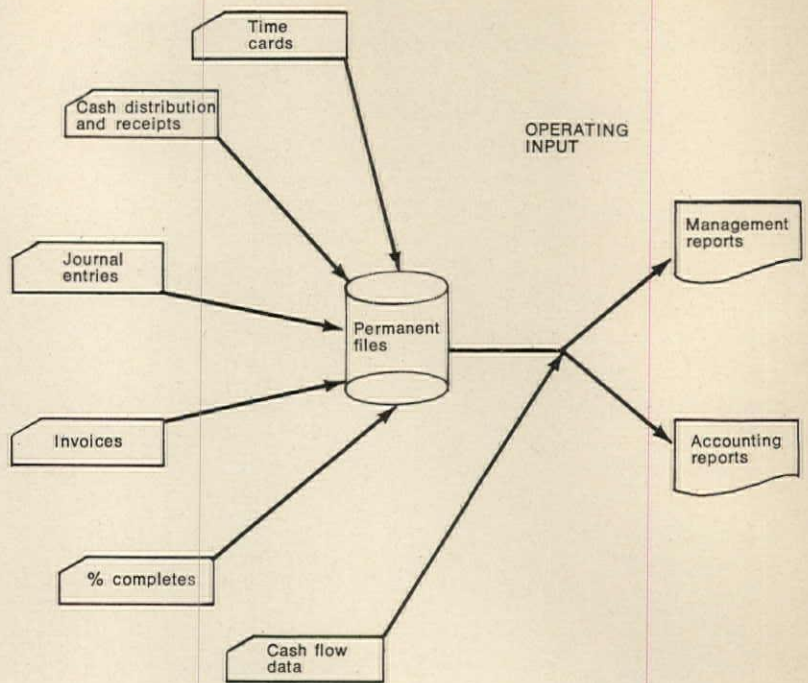 Time
cards
Cash distribution
and receipts
OPERATING
INPUT
Management
reports
Journal
entries
Permanent
files
Invoices
Accounting
reports
% completes
Cash flow
data